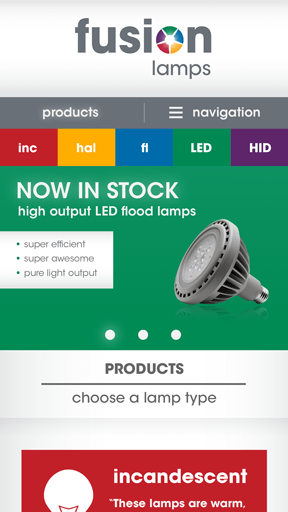 fusion
lamps
products
navigation
inc
hal
fl
LED
HID
NOW IN STOCK
high output LED flood lamps
• super efficient
• super awesome
• pure light output
PRODUCTS
choose a lamp type
incandescent
"These lamps are warm,